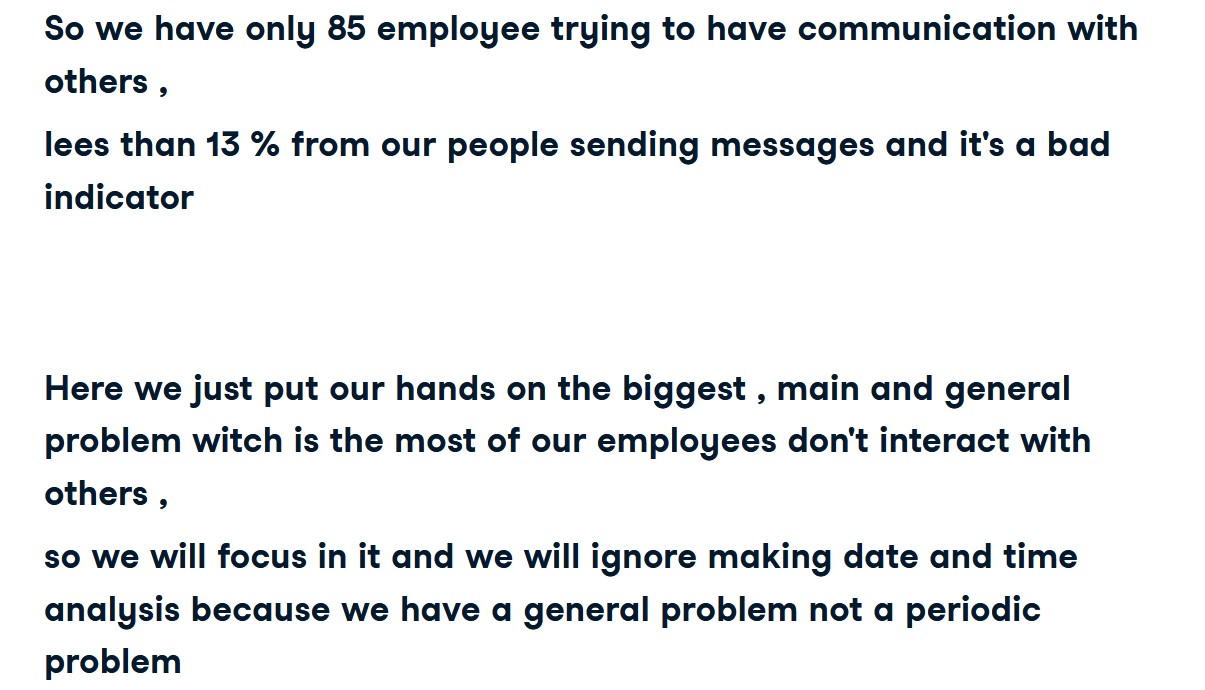 So we have only 85 employee trying to have communication with
others ,
lees than 13 % from our people sending messages and it's a bad
indicator
Here we just put our hands on the biggest , main and general
problem witch is the most of our employees don't interact with
others ,
so we will focus in it and we will ignore making date and time
analysis because we have a general problem not a periodic
problem